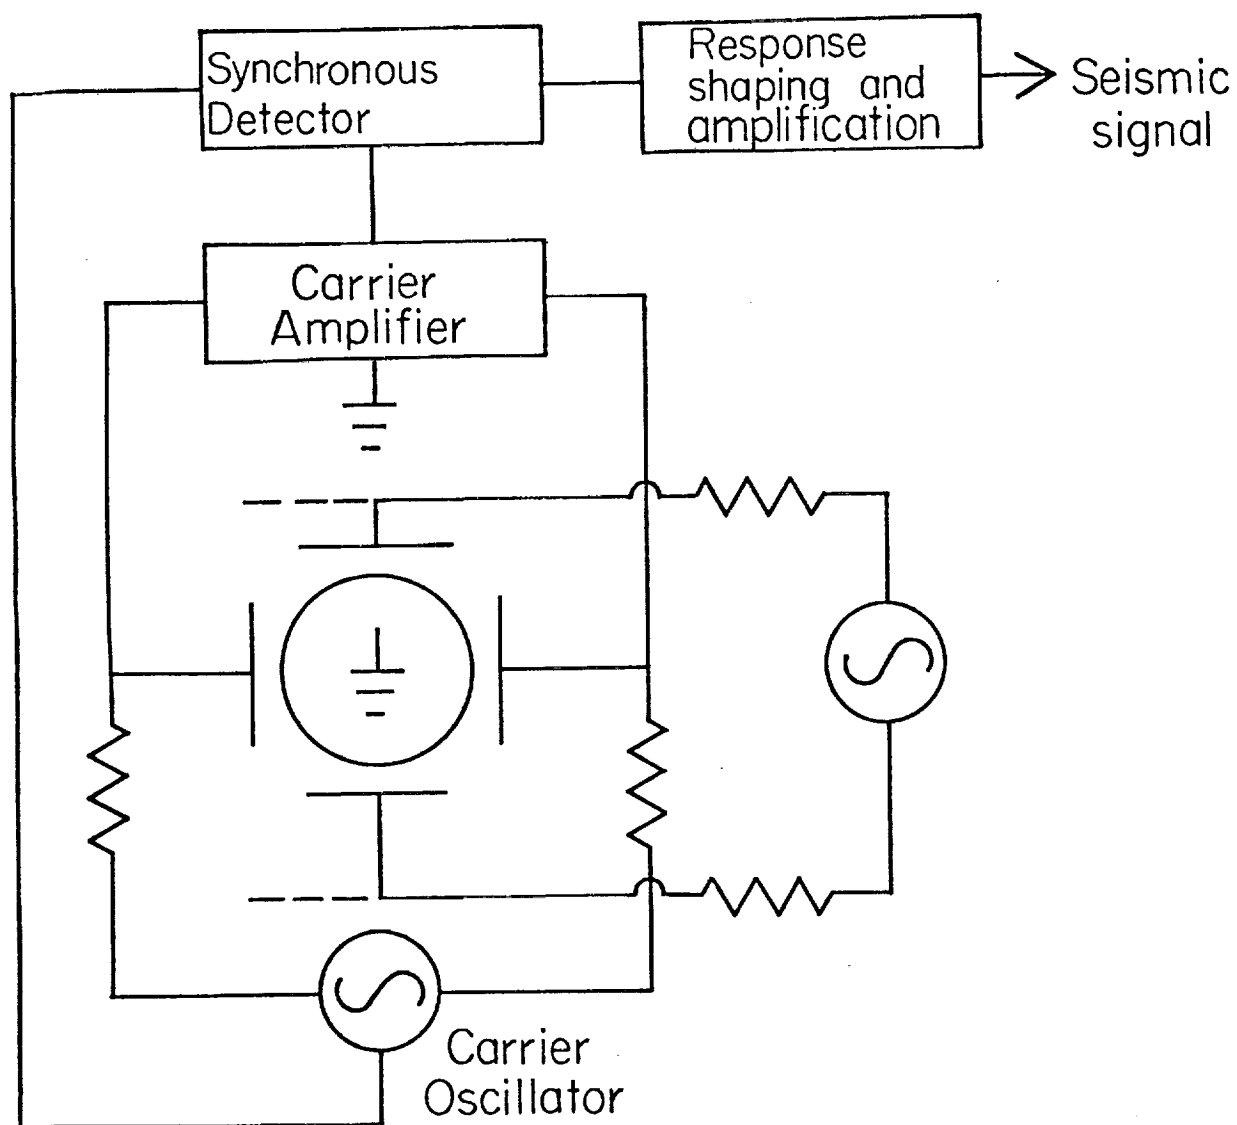 Synchronous
Detector
Response
shaping and
amplification
Seismic
signal
Carrier
Amplifier
Carrier
Oscillator